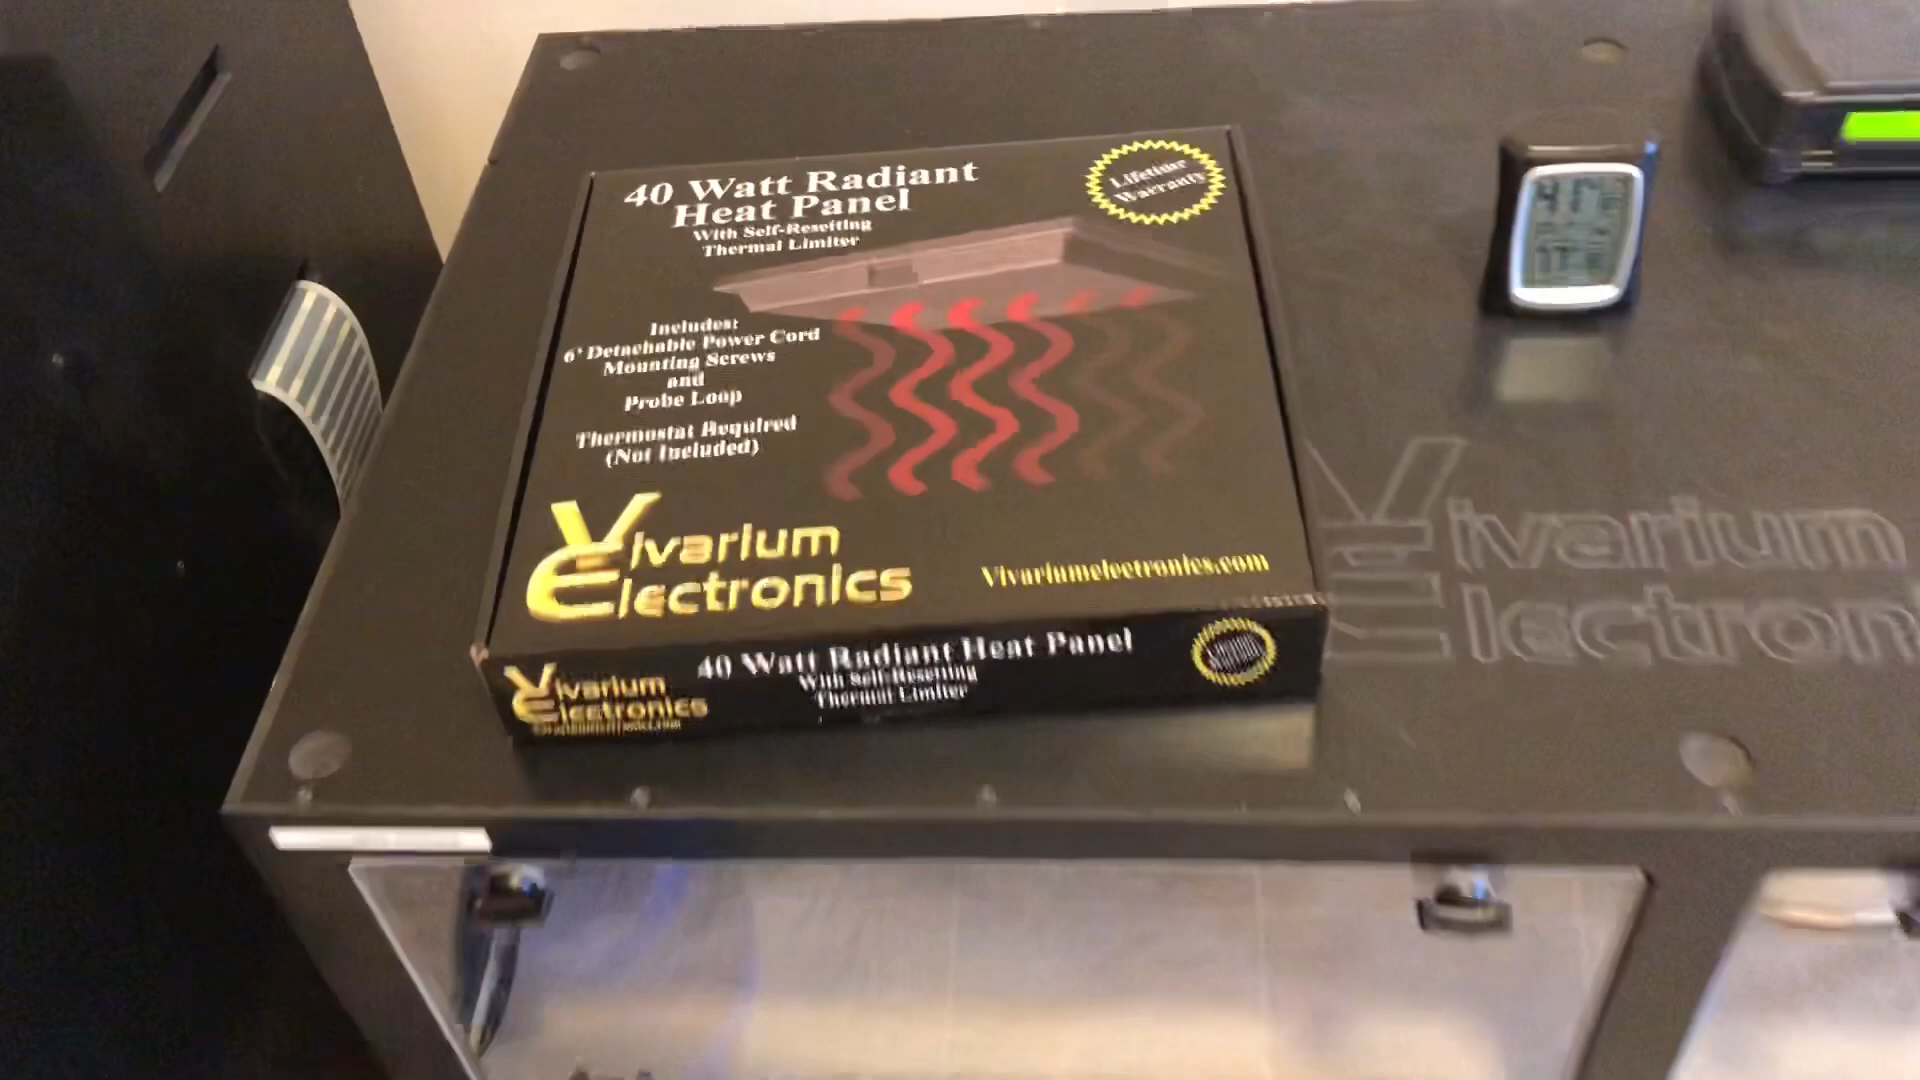 40 Watt Radiant
Heat Panel
With Self-Resetting
Thermal Limiter
Lifetime
Warranty
Includes:
6' Detachable Power Cord
Mounting Screws
and
Probe Loop
Thermostat Required
(Not Included)
Vivarium
Electronics
Vivariumelectronics.com
40 Watt Radiant Heat Panel
With Self-Resetting
Thermal Limiter
Vivarium
Electronics
Vivarium
Electron